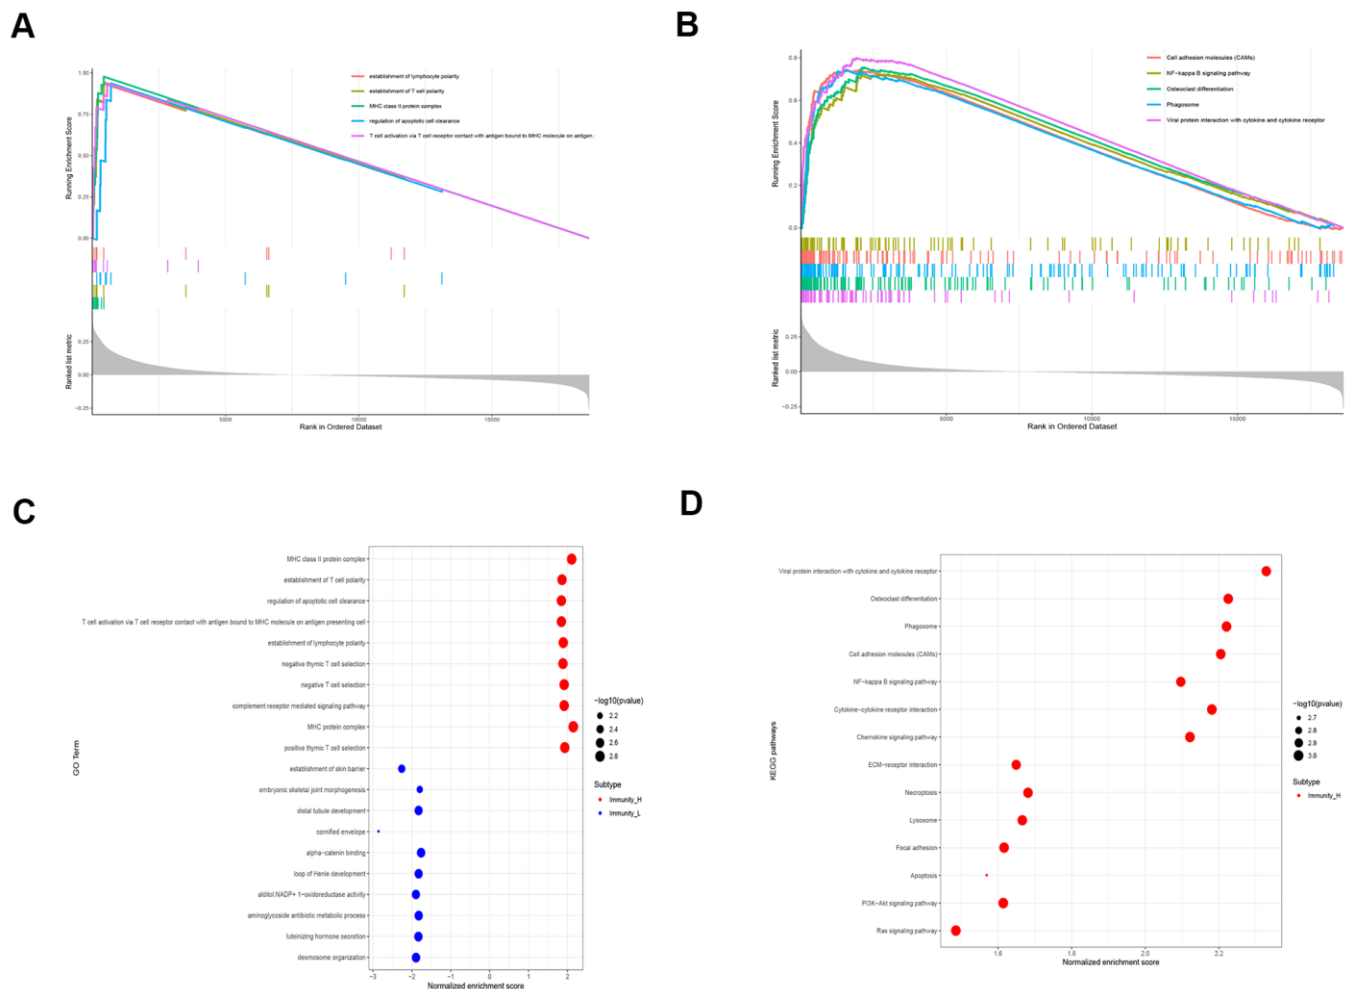 A
1.00
0.75
0.50
0.25
0.00
Running Enrichment Score
establishment of lymphocyte polarity
establishment of T cell polarity
MHC class II protein complex
regulation of apoptotic cell clearance
T cell activation via T cell receptor contact with antigen bound to MHC molecule on antigen
0.25
0.00
−0.25
Ranked list metric
5000
10000
15000
Rank in Ordered Dataset
B
0.8
0.6
0.4
0.2
0.0
Running Enrichment Score
Cell adhesion molecules (CAMs)
NF−kappa B signaling pathway
Osteoclast differentiation
Phagosome
Viral protein interaction with cytokine and cytokine receptor
0.25
0.00
−0.25
Ranked list metric
5000
10000
15000
Rank in Ordered Dataset
C
GO Term
MHC class II protein complex
establishment of T cell polarity
regulation of apoptotic cell clearance
T cell activation via T cell receptor contact with antigen bound to MHC molecule on antigen presenting cell
establishment of lymphocyte polarity
negative thymic T cell selection
negative T cell selection
complement receptor mediated signaling pathway
MHC protein complex
positive thymic T cell selection
establishment of skin barrier
embryonic skeletal joint morphogenesis
distal tubule development
cornified envelope
alpha−catenin binding
loop of Henle development
alditol:NADP+ 1−oxidoreductase activity
aminoglycoside antibiotic metabolic process
luteinizing hormone secretion
desmosome organization
−3
−2
−1
0
1
2
Normalized enrichment score
−log10(pvalue)
2.2
2.4
2.6
2.8
Subtype
Immunity_H
Immunity_L
D
KEGG pathways
Viral protein interaction with cytokine and cytokine receptor
Osteoclast differentiation
Phagosome
Cell adhesion molecules (CAMs)
NF−kappa B signaling pathway
Cytokine−cytokine receptor interaction
Chemokine signaling pathway
ECM−receptor interaction
Necroptosis
Lysosome
Focal adhesion
Apoptosis
PI3K−Akt signaling pathway
Ras signaling pathway
1.6
1.8
2.0
2.2
Normalized enrichment score
−log10(pvalue)
2.7
2.8
2.9
3.0
Subtype
Immunity_H